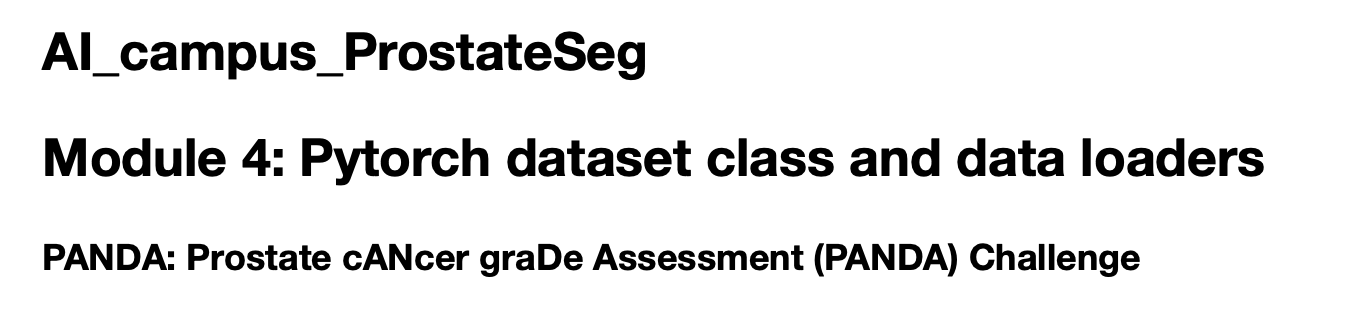 AI_campus_ProstateSeg
Module 4: Pytorch dataset class and data loaders
PANDA: Prostate cANcer graDe Assessment (PANDA) Challenge